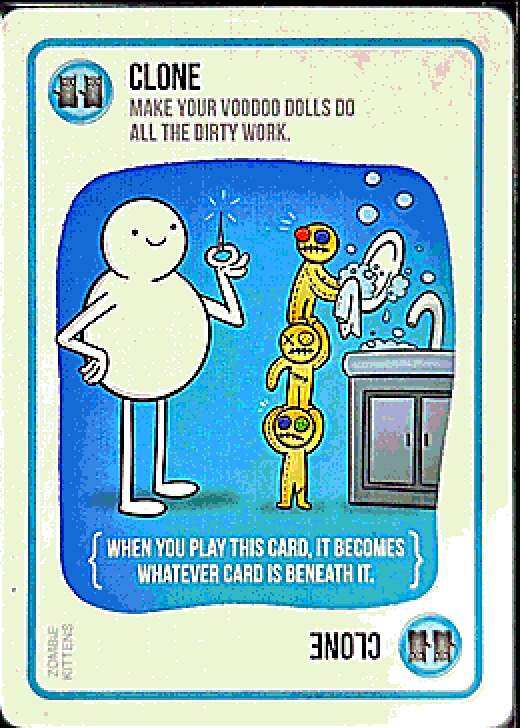 CLONE
MAKE YOUR VOODOO DOLLS DO
ALL THE DIRTY WORK.
{ WHEN YOU PLAY THIS CARD, IT BECOMES
WHATEVER CARD IS BENEATH IT. }
ZOMBIE
KITTENS
CLONE